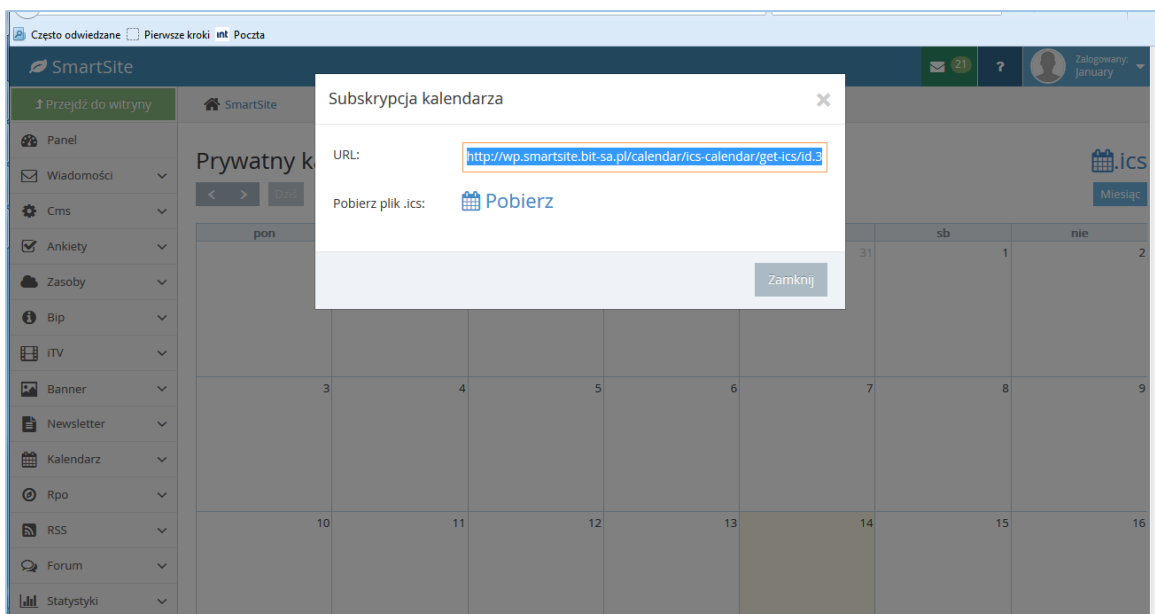 Często odwiedzane Pierwsze kroki int Poczta
SmartSite
21 ? Zalogowany:
January
Przejdź do witryny
SmartSite
Panel
Wiadomości
Cms
Ankiety
Zasoby
Bip
iTV
Banner
Newsletter
Kalendarz
Rpo
RSS
Forum
Statystyki
Subskrypcja kalendarza
URL: http://wp.smartsite.bit-sa.pl/calendar/ics-calendar/get-ics/id.3
Pobierz plik .ics: Pobierz
Zamknij
Prywatny
.ics
< > Dziś
Miesiąc
pon sb nie
31 1 2
3 4 5 6 7 8 9
10 11 12 13 14 15 16